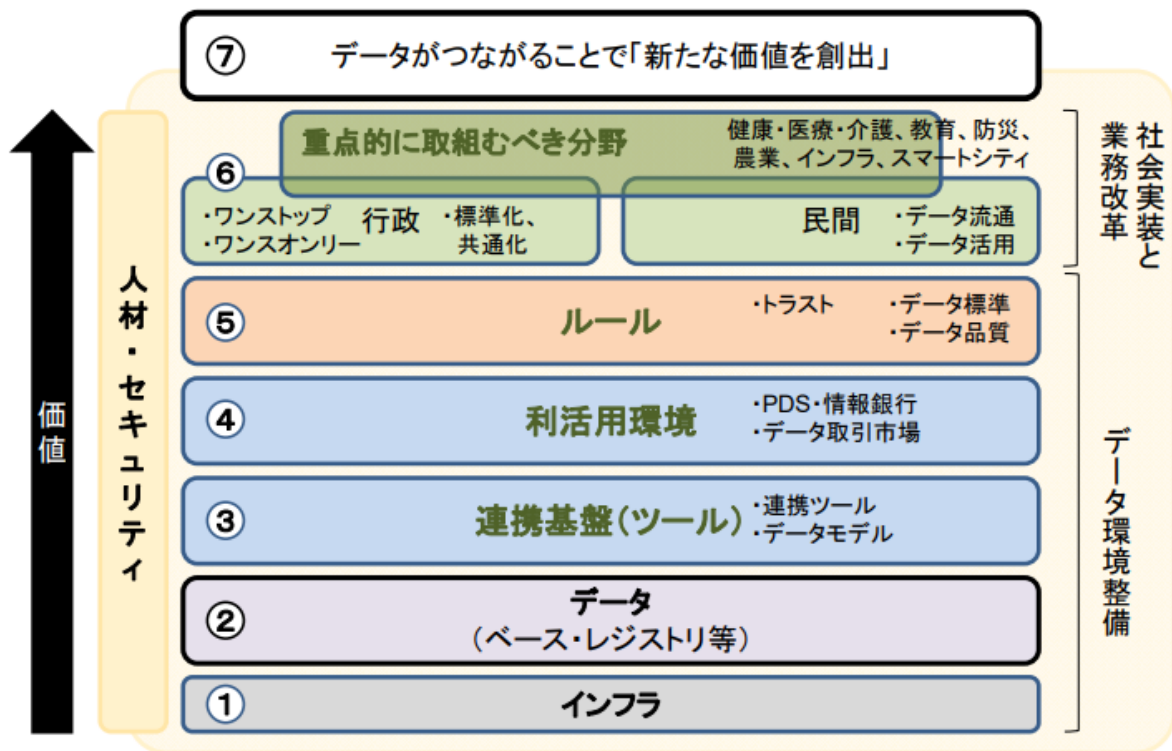 ⑦ データがつながることで「新たな価値を創出」
重点的に取組むべき分野
健康・医療・介護、教育、防災、
農業、インフラ、スマートシティ
⑥
・ワンストップ
・ワンスオンリー
行政
・標準化、
共通化
民間
・データ流通
・データ活用
⑤ ルール
・トラスト
・データ標準
・データ品質
④ 利活用環境
・PDS・情報銀行
・データ取引市場
③ 連携基盤(ツール)
・連携ツール
・データモデル
② データ
(ベース・レジストリ等)
① インフラ
価値
人材・セキュリティ
社会実装と
業務改革
データ環境整備